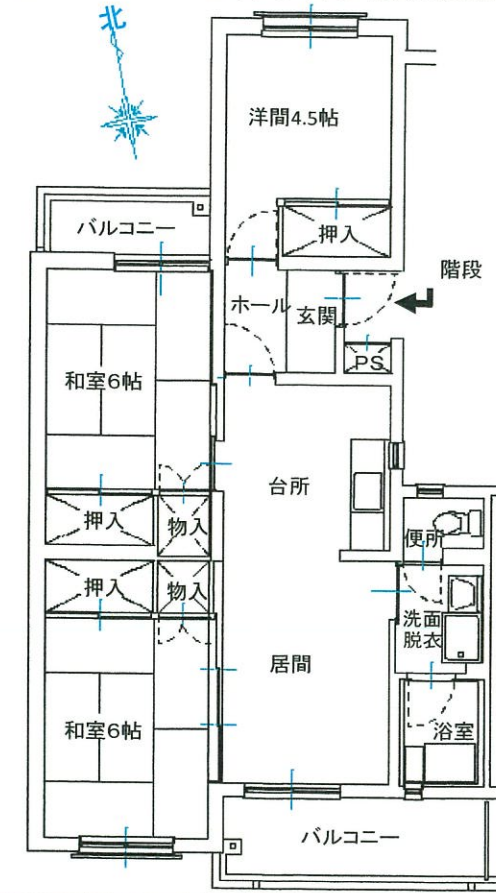 北
洋間4.5帖
押入
バルコニー
階段
ホール
玄関
PS
和室6帖
台所
押入
物入
便所
押入
物入
洗面
脱衣
居間
和室6帖
浴室
バルコニー